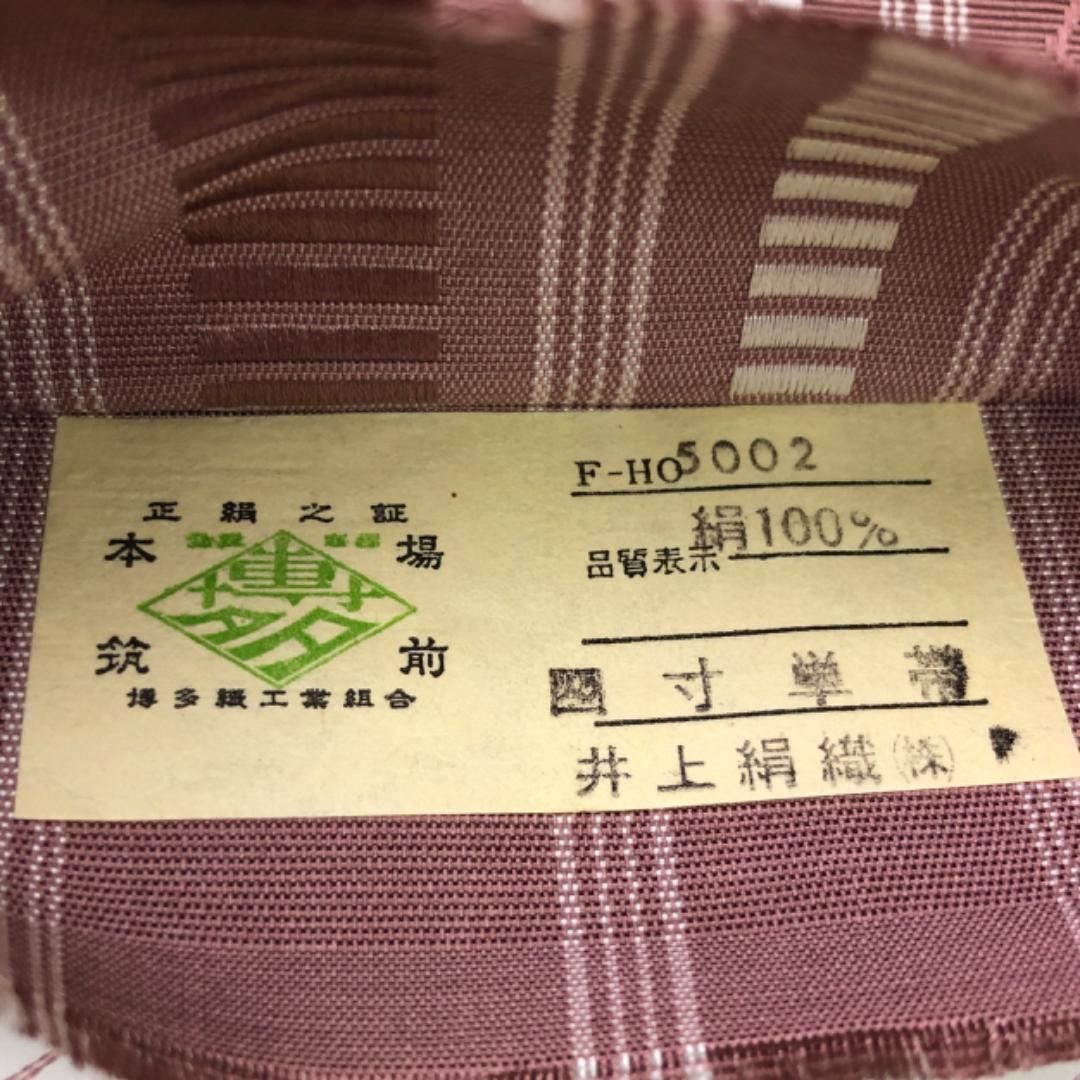 正絹之証
本場
博多
筑前
博多織工業組合
F-HO5002
絹100%
品質表示
四寸単帯
井上絹織㈱